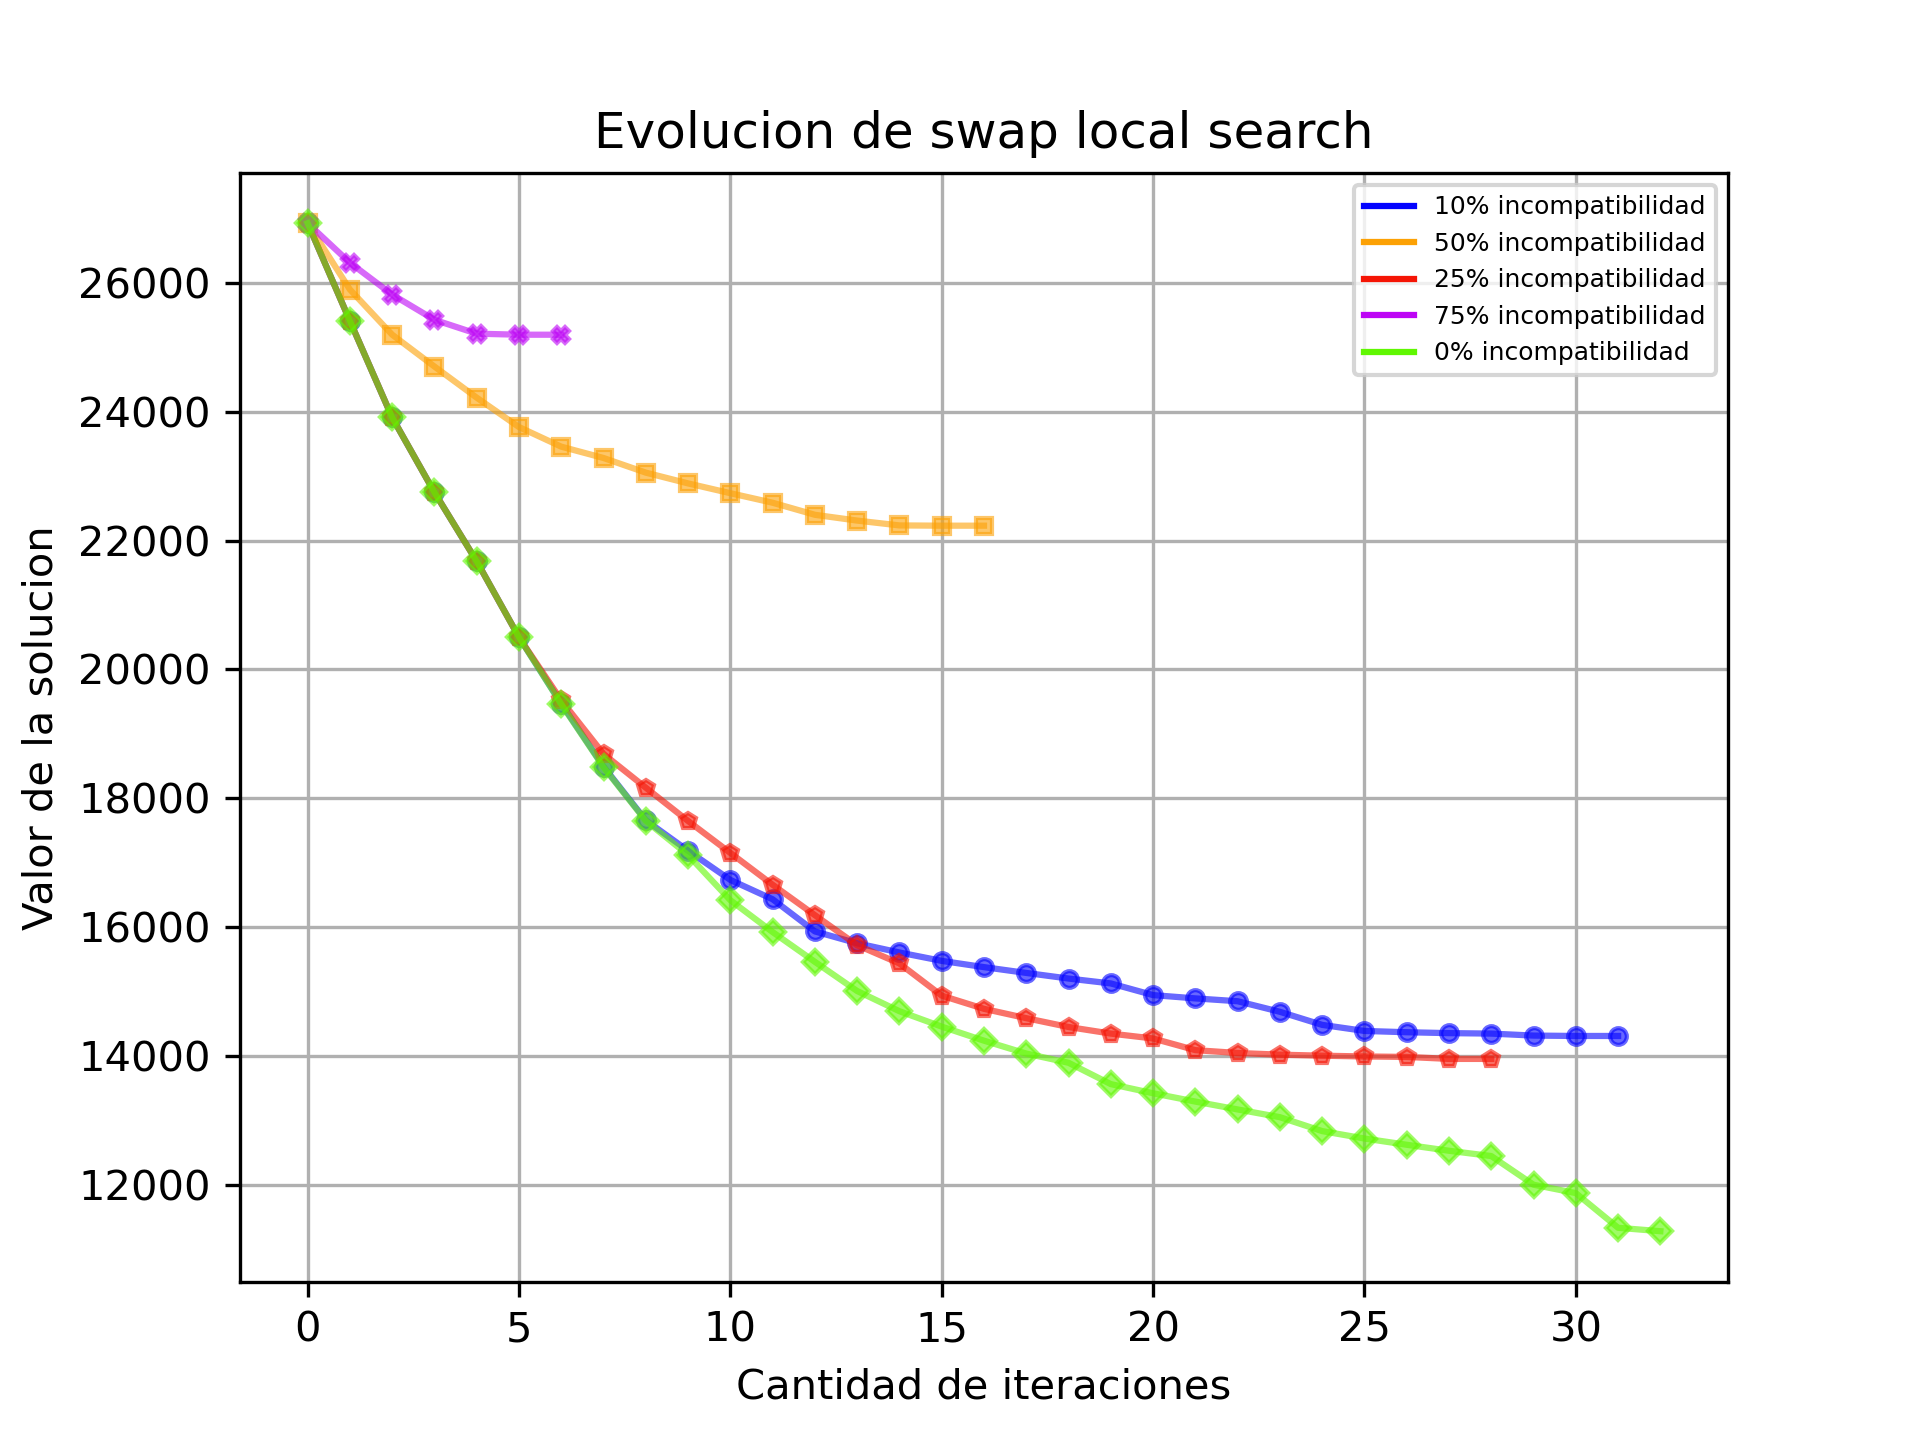 Evolucion de swap local search
10% incompatibilidad
50% incompatibilidad
25% incompatibilidad
75% incompatibilidad
0% incompatibilidad
Valor de la solucion
26000
24000
22000
20000
18000
16000
14000
12000
0 5 10 15 20 25 30
Cantidad de iteraciones